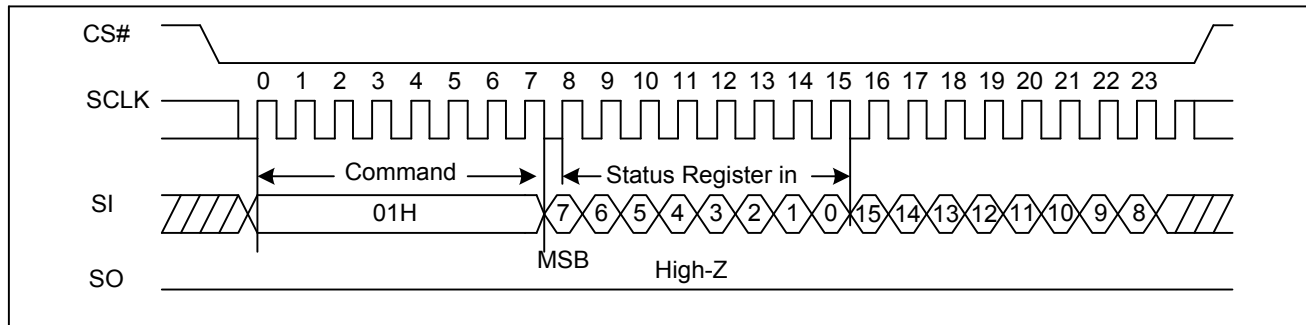 CS#
0 1 2 3 4 5 6 7 8 9 10 11 12 13 14 15 16 17 18 19 20 21 22 23
SCLK
Command Status Register in
SI 01H 7 6 5 4 3 2 1 0 15 14 13 12 11 10 9 8
MSB High-Z
SO